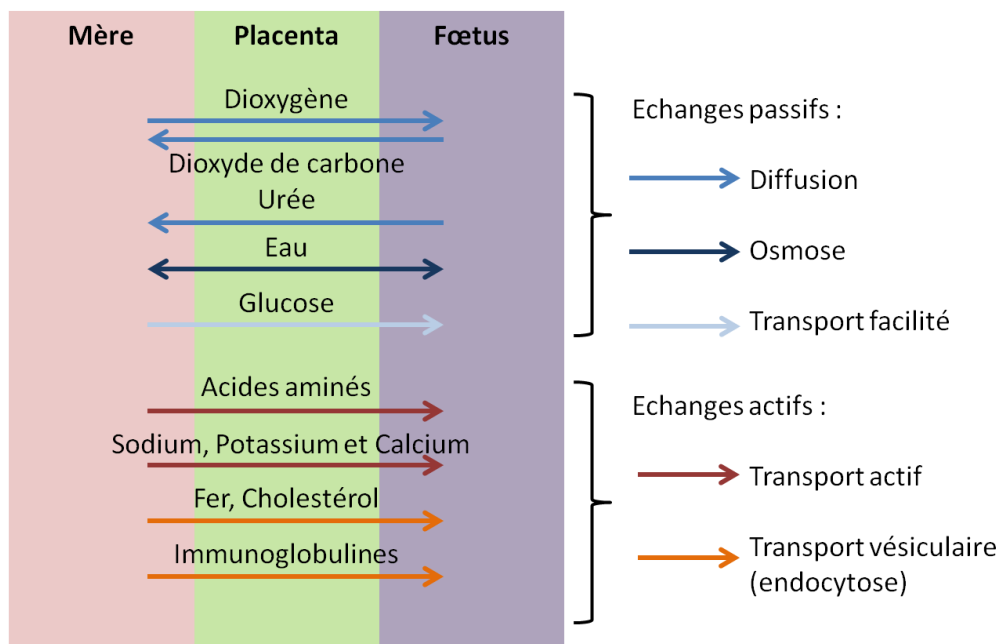 Mère
Placenta
Fœtus
Dioxygène
Dioxyde de carbone
Urée
Eau
Glucose
Acides aminés
Sodium, Potassium et Calcium
Fer, Cholestérol
Immunoglobulines
Echanges passifs :
Diffusion
Osmose
Transport facilité
Echanges actifs :
Transport actif
Transport vésiculaire
(endocytose)